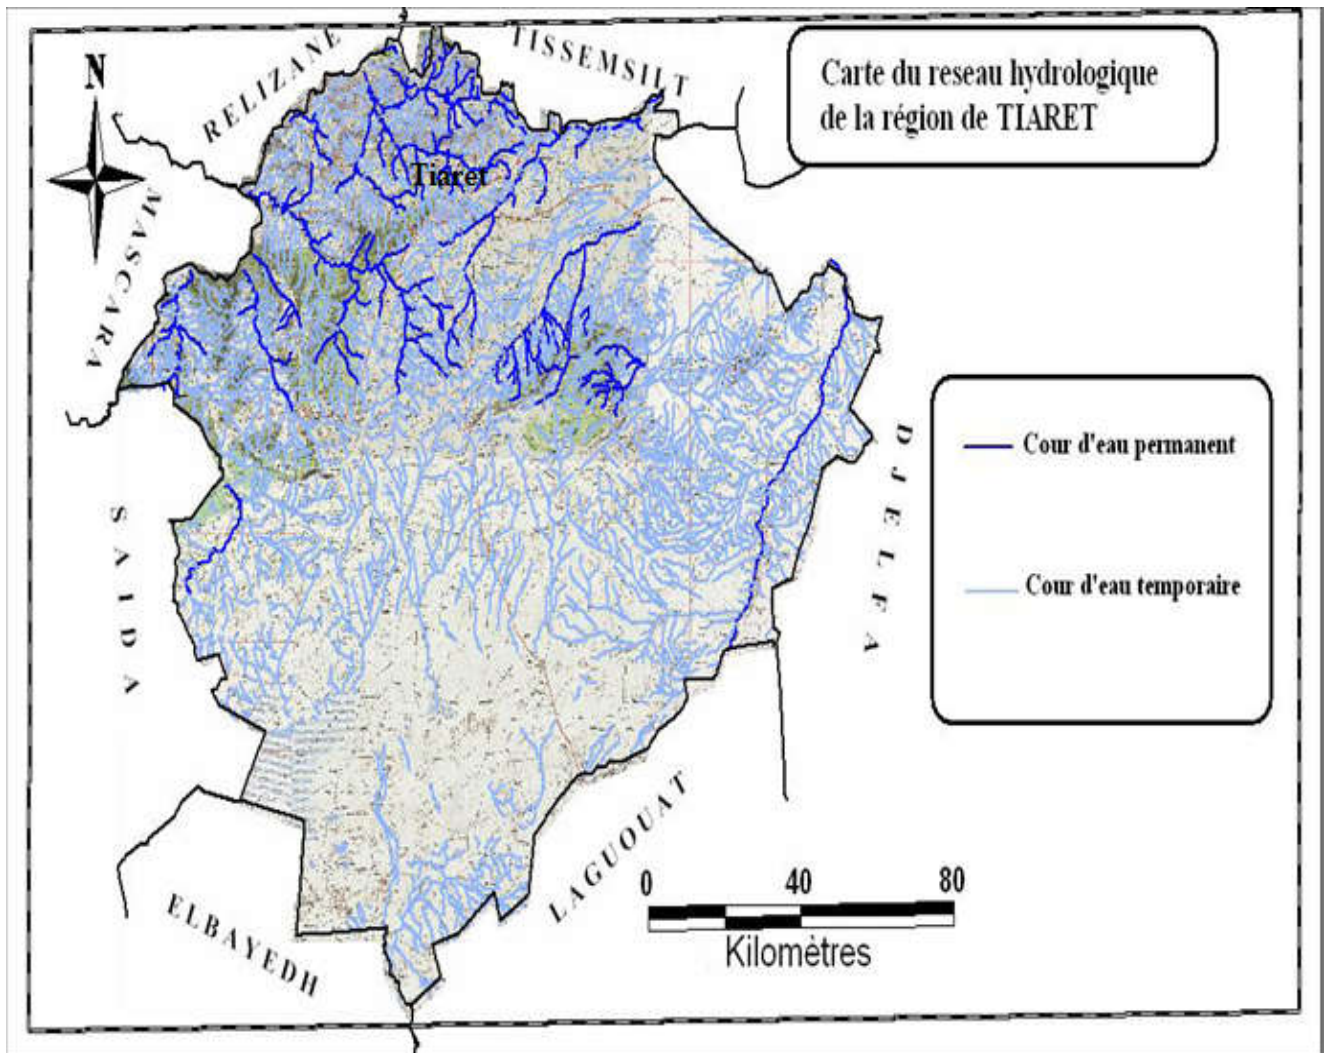 Carte du reseau hydrologique
de la région de TIARET
N
RELIZANE
TISSEMSILT
MASCARA
Tiaret
SAIDA
DJELFA
Cour d'eau permanent
Cour d'eau temporaire
LAGUOUAT
ELBAYEDH
0 40 80
Kilomètres